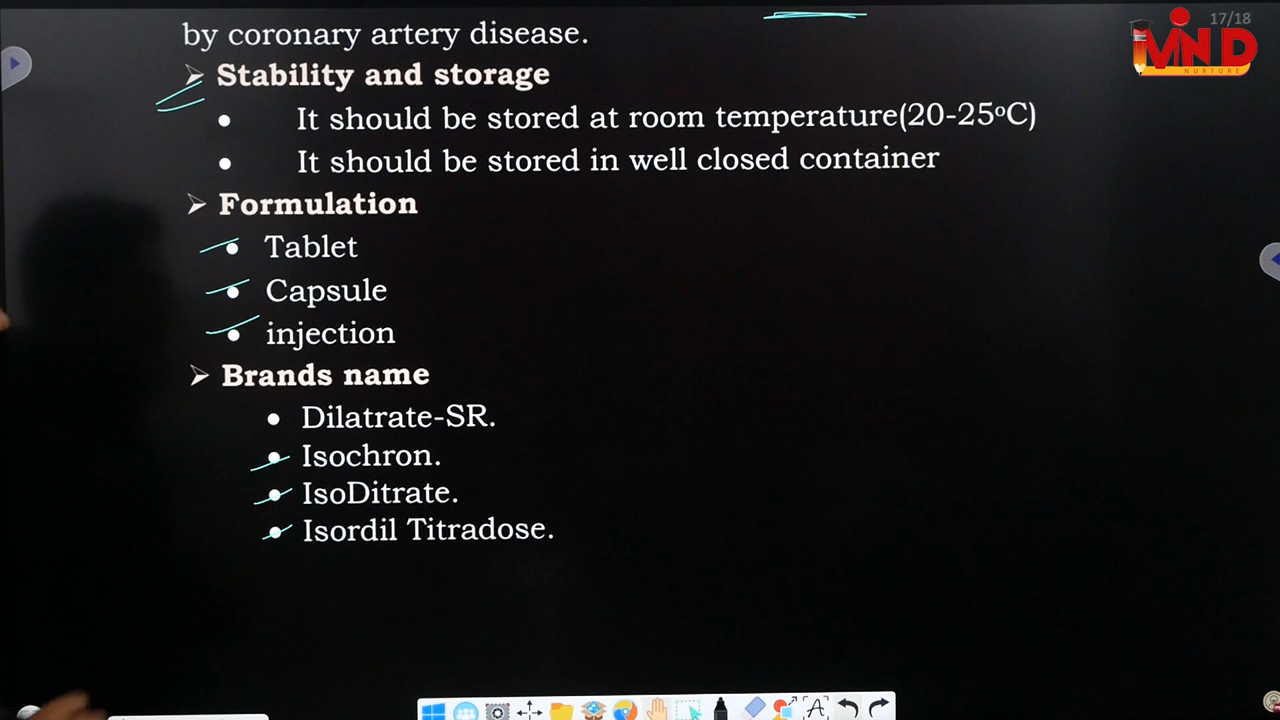 17/18
MIND
NURTURE
by coronary artery disease.
➢ Stability and storage
• It should be stored at room temperature(20-25ºC)
• It should be stored in well closed container
➢ Formulation
• Tablet
• Capsule
• injection
➢ Brands name
• Dilatrate-SR.
• Isochron.
• IsoDitrate.
• Isordil Titradose.
A